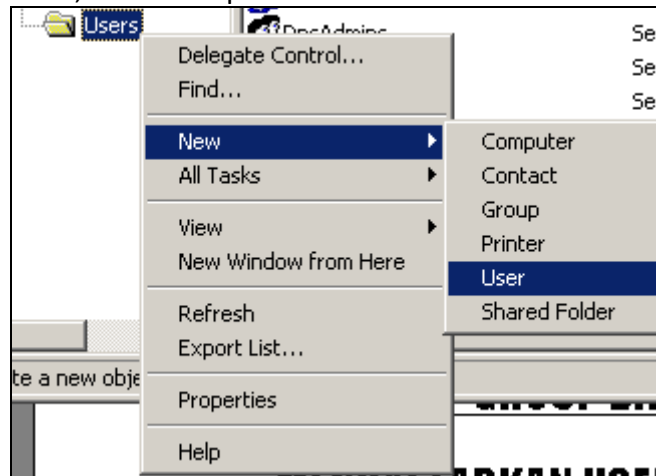 Users
DnsAdmins
Se
Delegate Control...
Se
Find...
Se
New
Computer
All Tasks
Contact
Group
View
Printer
New Window from Here
User
Refresh
Shared Folder
Export List...
te a new obje
Properties
Help